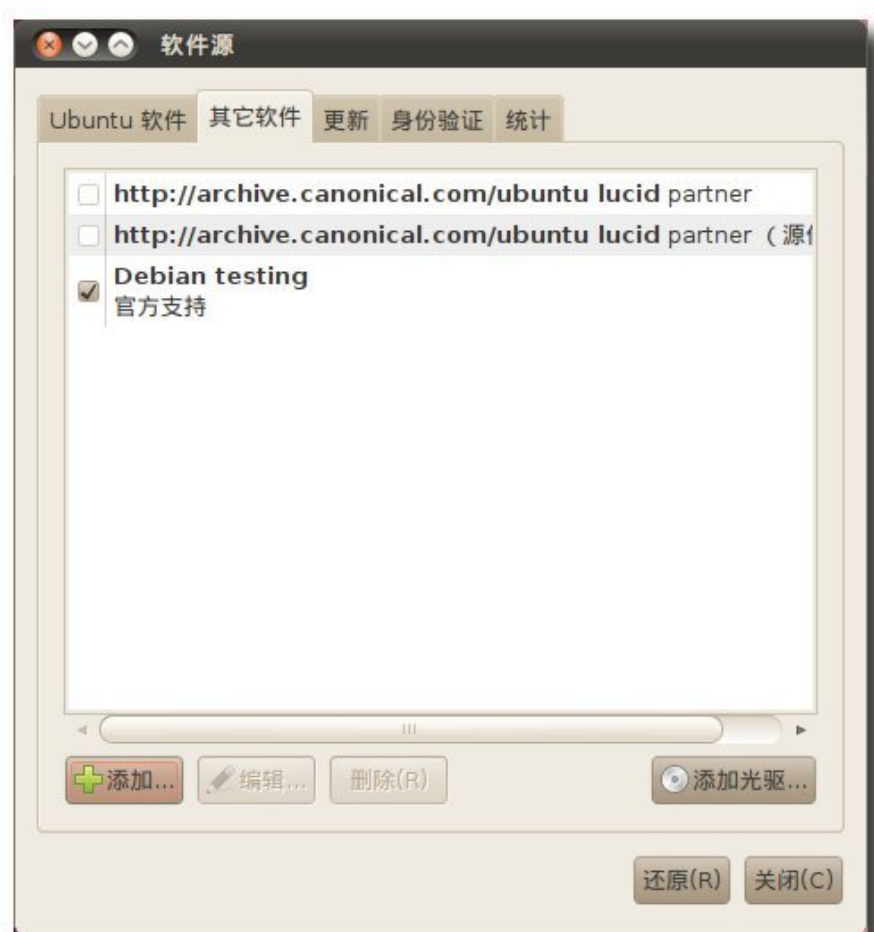 软件源
Ubuntu 软件 其它软件 更新 身份验证 统计
http://archive.canonical.com/ubuntu lucid partner
http://archive.canonical.com/ubuntu lucid partner （源
Debian testing
官方支持
添加... 编辑... 删除(R) 添加光驱...
还原(R) 关闭(C)